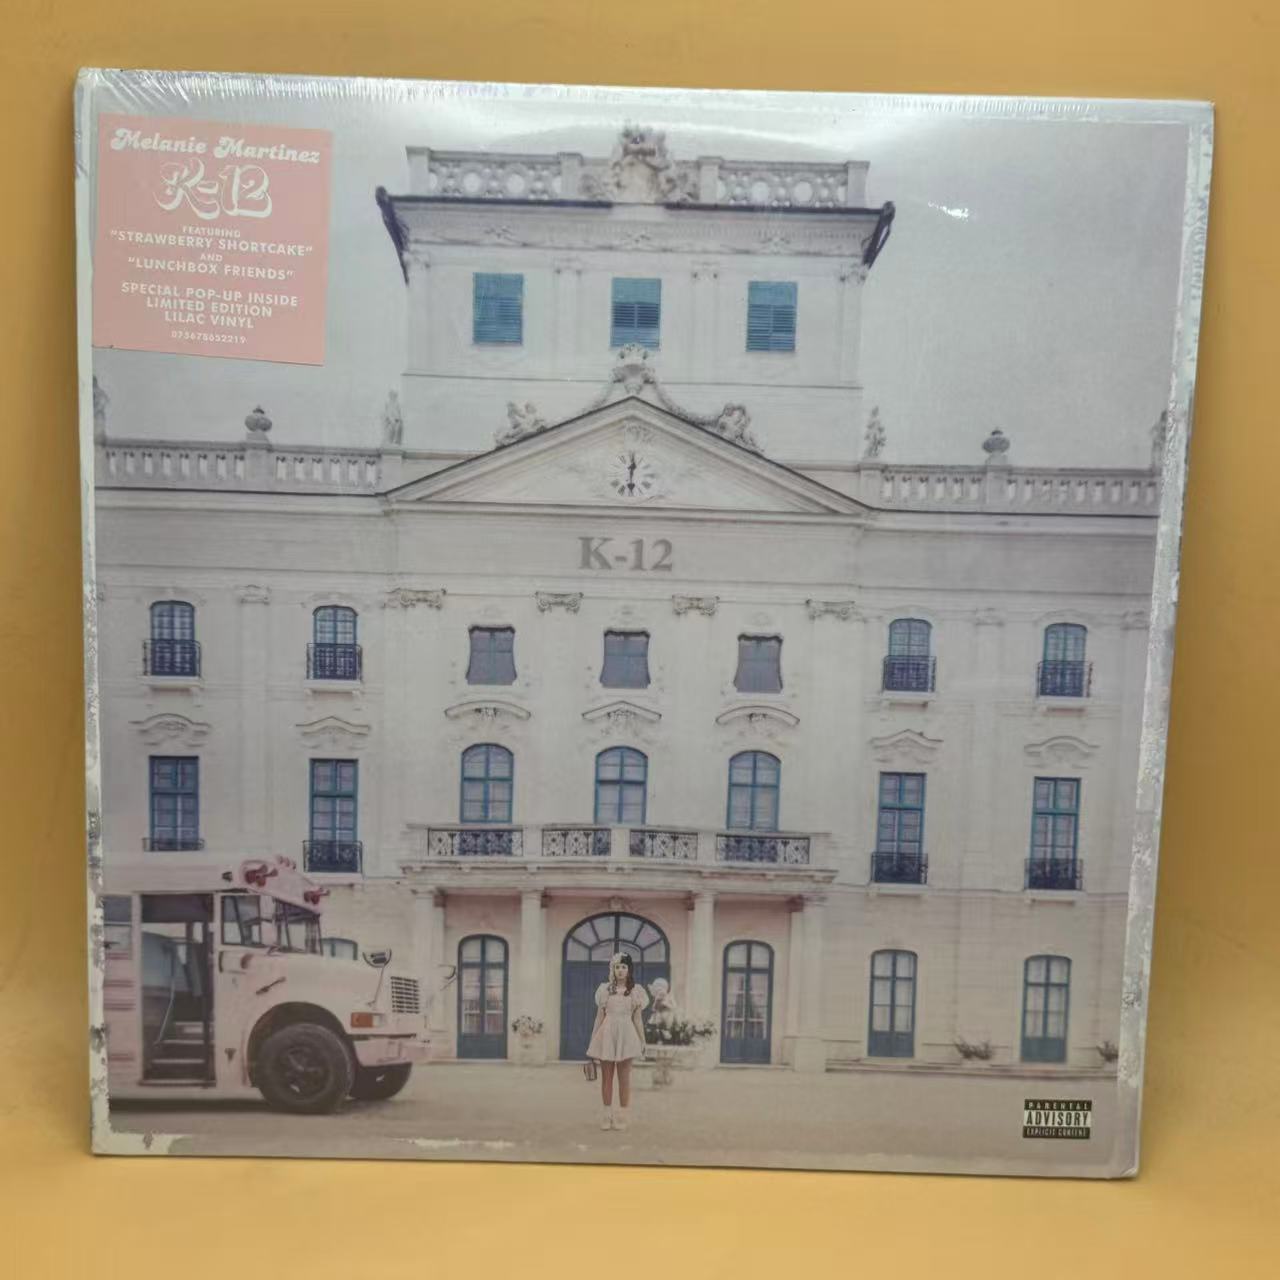 Melanie Martinez
K-12
FEATURING
"STRAWBERRY SHORTCAKE"
AND
"LUNCHBOX FRIENDS"
SPECIAL POP-UP INSIDE
LIMITED EDITION
LILAC VINYL
075678652219
K-12
PARENTAL
ADVISORY
EXPLICIT CONTENT